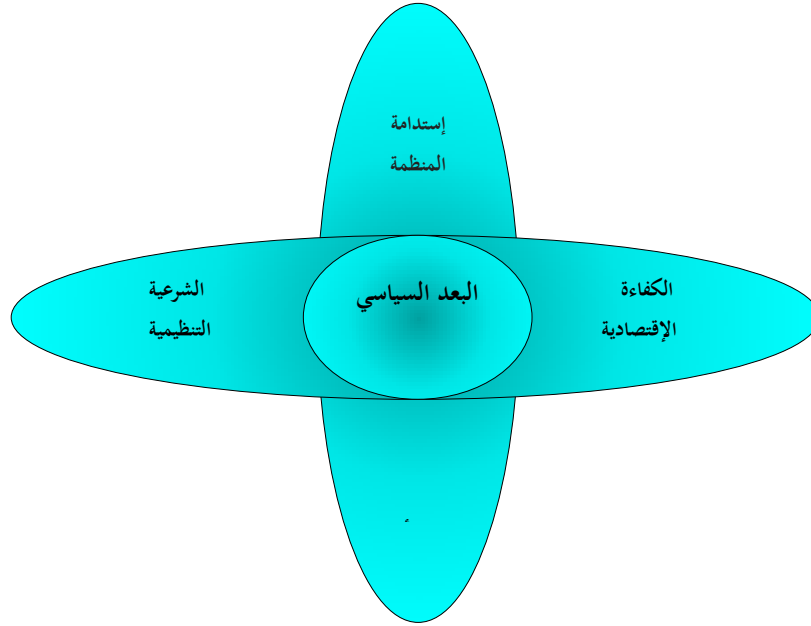 إستدامة
المنظمة
البعد السياسي
الكفاءة
الإقتصادية
الشرعية
التنظيمية